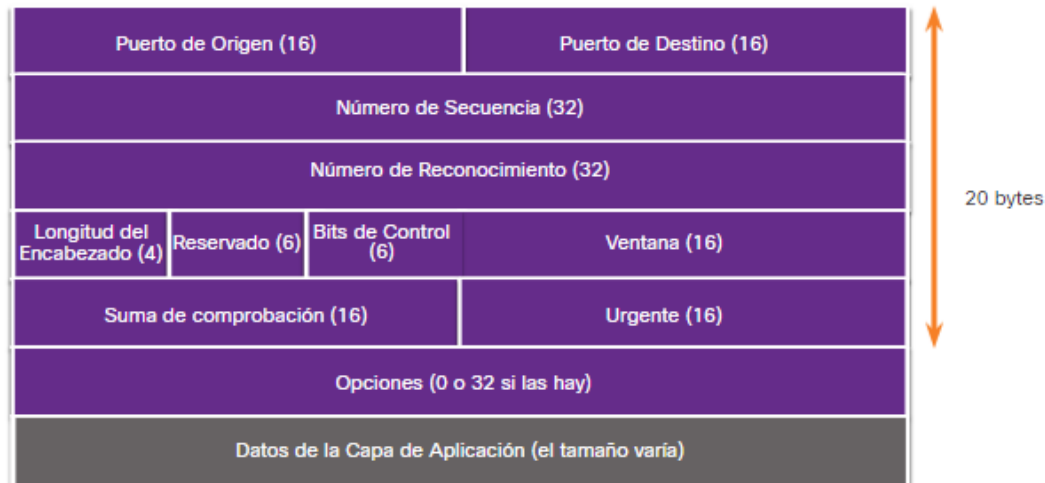 Puerto de Origen (16)
Puerto de Destino (16)
Número de Secuencia (32)
Número de Reconocimiento (32)
20 bytes
Longitud del
Encabezado (4)
Reservado (6)
Bits de Control
(6)
Ventana (16)
Suma de comprobación (16)
Urgente (16)
Opciones (0 o 32 si las hay)
Datos de la Capa de Aplicación (el tamaño varía)